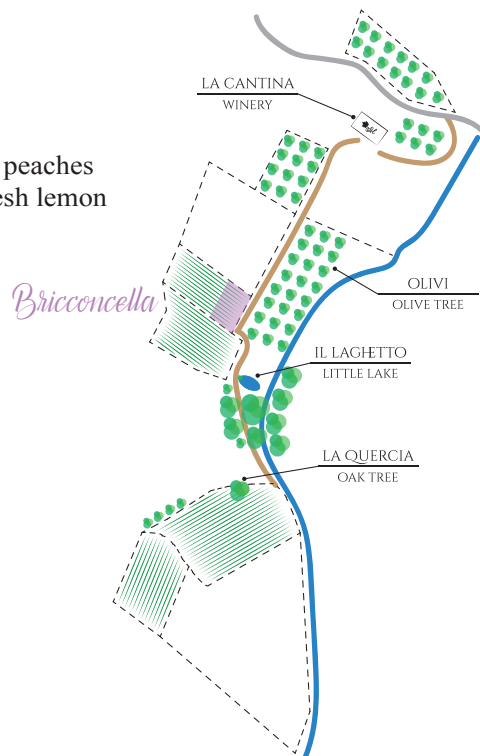 LA CANTINA
WINERY
peaches
esh lemon
OLIVI
OLIVE TREE
Bricconcella
IL LAGHETTO
LITTLE LAKE
LA QUERCIA
OAK TREE